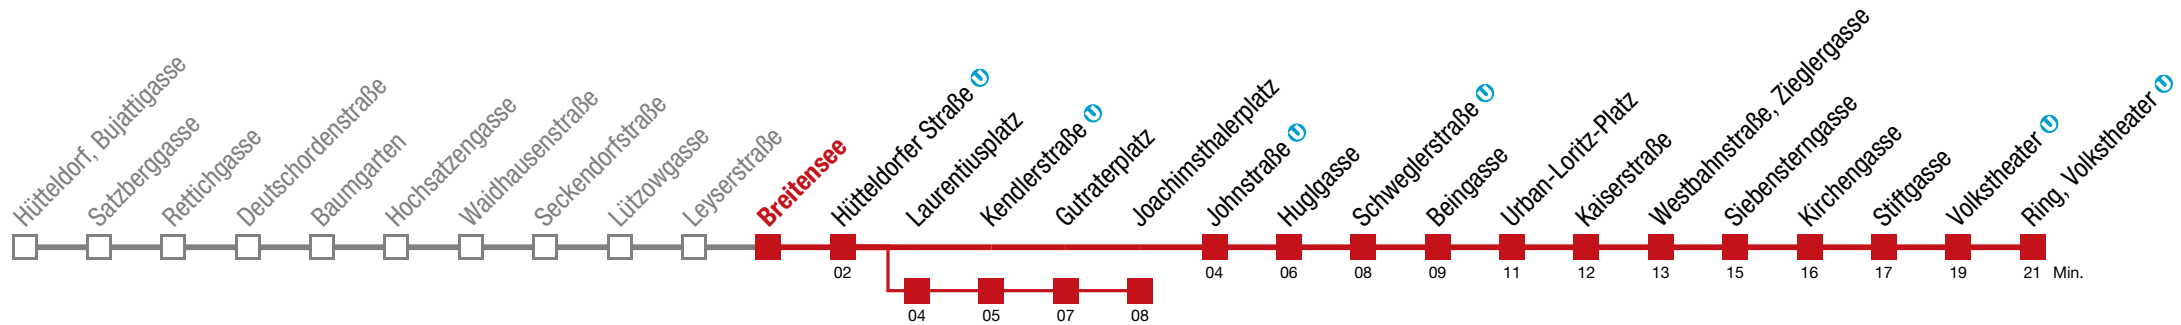 Hütteldorf, Bujattigasse
Satzberggasse
Rettichgasse
Deutschordenstraße
Baumgarten
Hochsatzengasse
Waidhausenstraße
Seckendorfstraße
Lützowgasse
Leyserstraße
Breitensee
Hütteldorfer Straße U
Laurentiusplatz
Kendlerstraße U
Gutraterplatz
Joachimsthalerplatz
Johnstraße U
Huglgasse
Schweglerstraße U
Beingasse
Urban-Loritz-Platz
Kaiserstraße
Westbahnstraße, Zieglergasse
Siebensterngasse
Kirchengasse
Stiftgasse
Volkstheater U
Ring, Volkstheater U
02 04 06 08 09 11 12 13 15 16 17 19 21 Min.
04 05 07 08